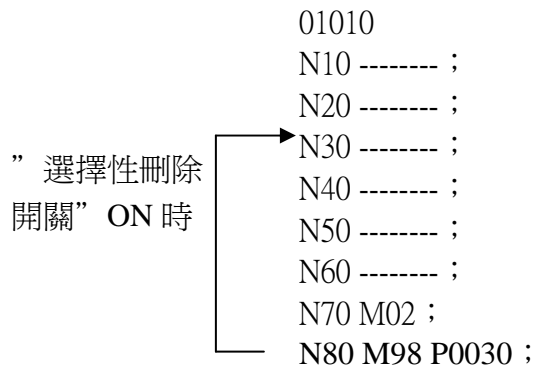 01010
N10 --------；
N20 --------；
N30 --------；
N40 --------；
N50 --------；
N60 --------；
N70 M02；
N80 M98 P0030；
”選擇性刪除
開關”ON 時